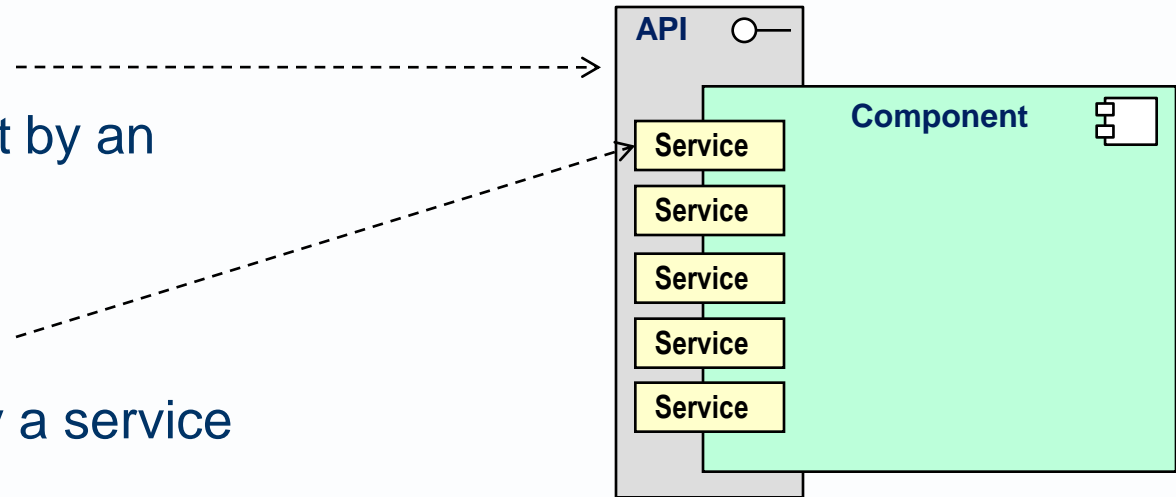 API
Component
t by an
Service
Service
Service
Service
a service
Service